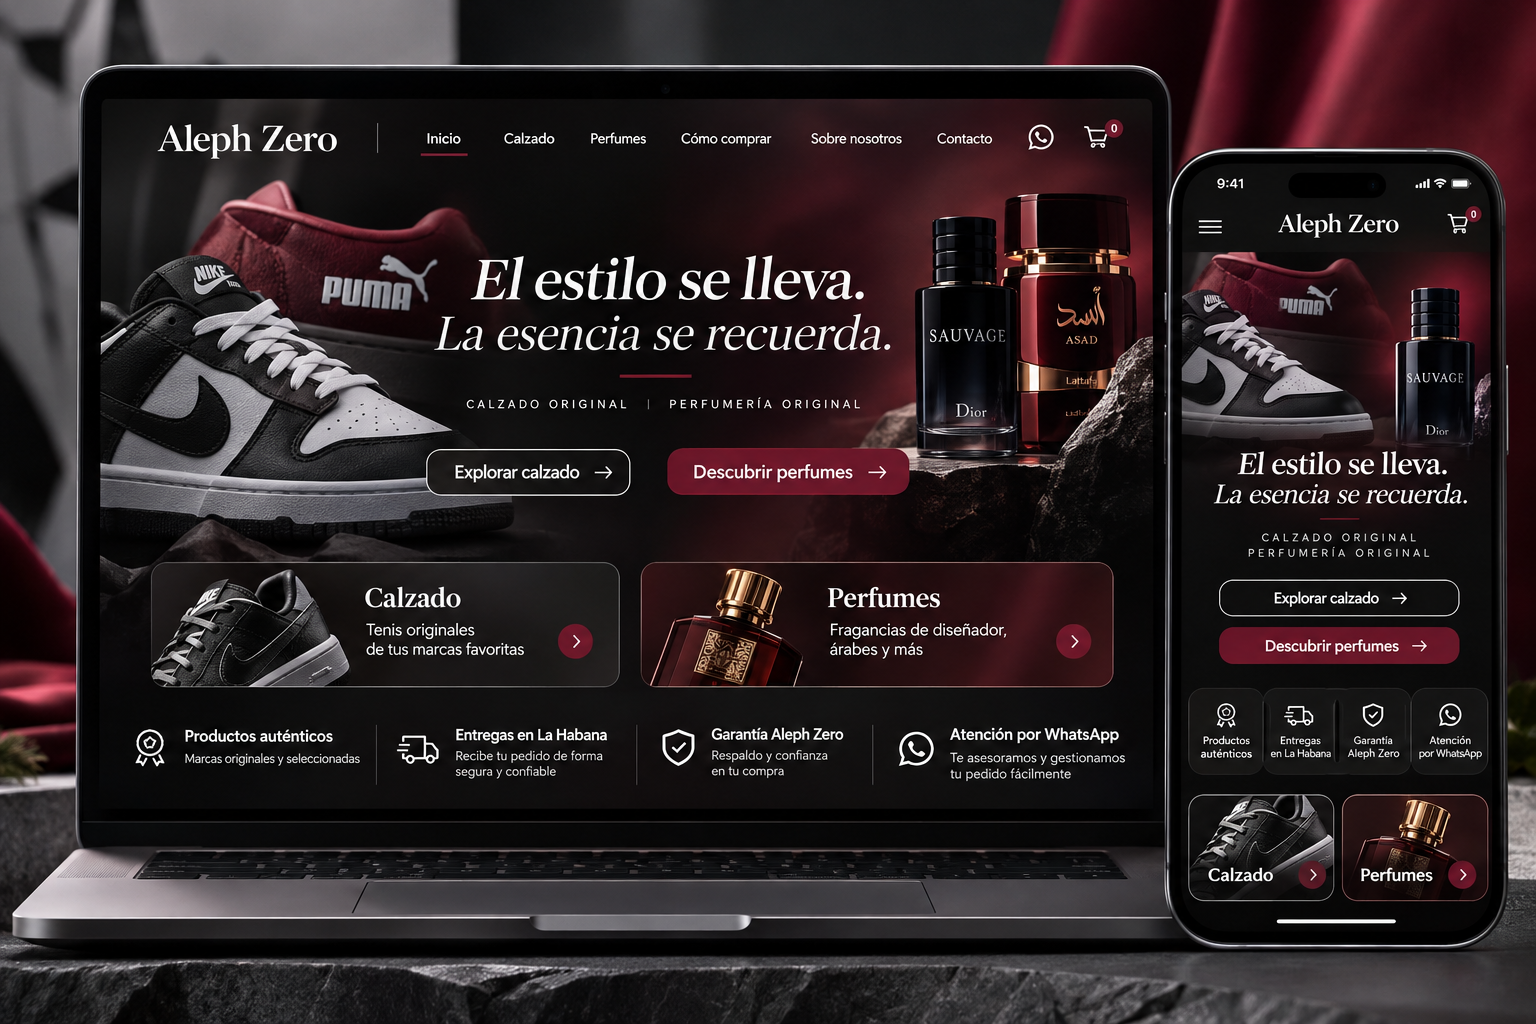 Aleph Zero
Inicio
Calzado
Perfumes
Cómo comprar
Sobre nosotros
Contacto
0
NIKE
PUMA
El estilo se lleva.
La esencia se recuerda.
CALZADO ORIGINAL | PERFUMERÍA ORIGINAL
Explorar calzado →
Descubrir perfumes →
SAUVAGE
Dior
أسد
ASAD
Lattafa
NIKE
Calzado
Tenis originales
de tus marcas favoritas
Perfumes
Fragancias de diseñador,
árabes y más
Productos auténticos
Marcas originales y seleccionadas
Entregas en La Habana
Recibe tu pedido de forma
segura y confiable
Garantía Aleph Zero
Respaldo y confianza
en tu compra
Atención por WhatsApp
Te asesoramos y gestionamos
tu pedido fácilmente
9:41
Aleph Zero
0
NIKE
PUMA
SAUVAGE
Dior
El estilo se lleva.
La esencia se recuerda.
CALZADO ORIGINAL
PERFUMERÍA ORIGINAL
Explorar calzado →
Descubrir perfumes →
Productos
auténticos
Entregas
en La Habana
Garantía
Aleph Zero
Atención
por WhatsApp
Calzado
Perfumes